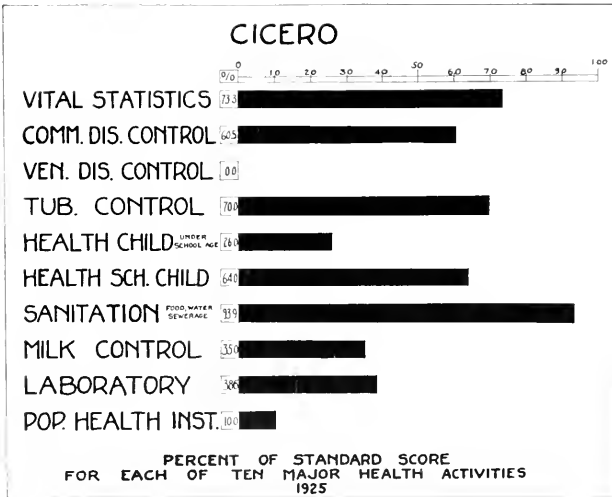 CICERO
0 10 20 30 40 50 60 70 80 90 100
%
VITAL STATISTICS 73.3
COMM. DIS. CONTROL 60.5
VEN. DIS. CONTROL 0.0
TUB. CONTROL 70.0
HEALTH CHILD UNDER SCHOOL AGE 26.0
HEALTH SCH. CHILD 64.0
SANITATION FOOD, WATER SEWERAGE 93.9
MILK CONTROL 35.0
LABORATORY 38.6
POP. HEALTH INST. 10.0
PERCENT OF STANDARD SCORE
FOR EACH OF TEN MAJOR HEALTH ACTIVITIES
1925